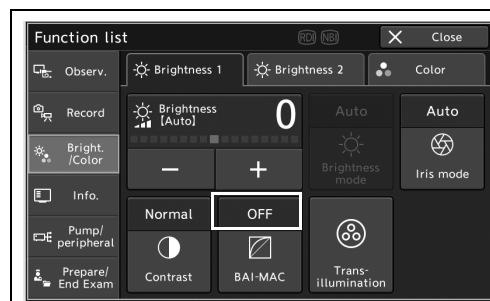 Function list
RDI NBI
Close
Observ.
Record
Bright.
/Color
Info.
Pump/
peripheral
Prepare/
End Exam
Brightness 1
Brightness 2
Color
Brightness
[Auto]
0
−
+
Auto
Brightness
mode
Auto
Iris mode
Normal
Contrast
OFF
BAI-MAC
Trans-
illumination